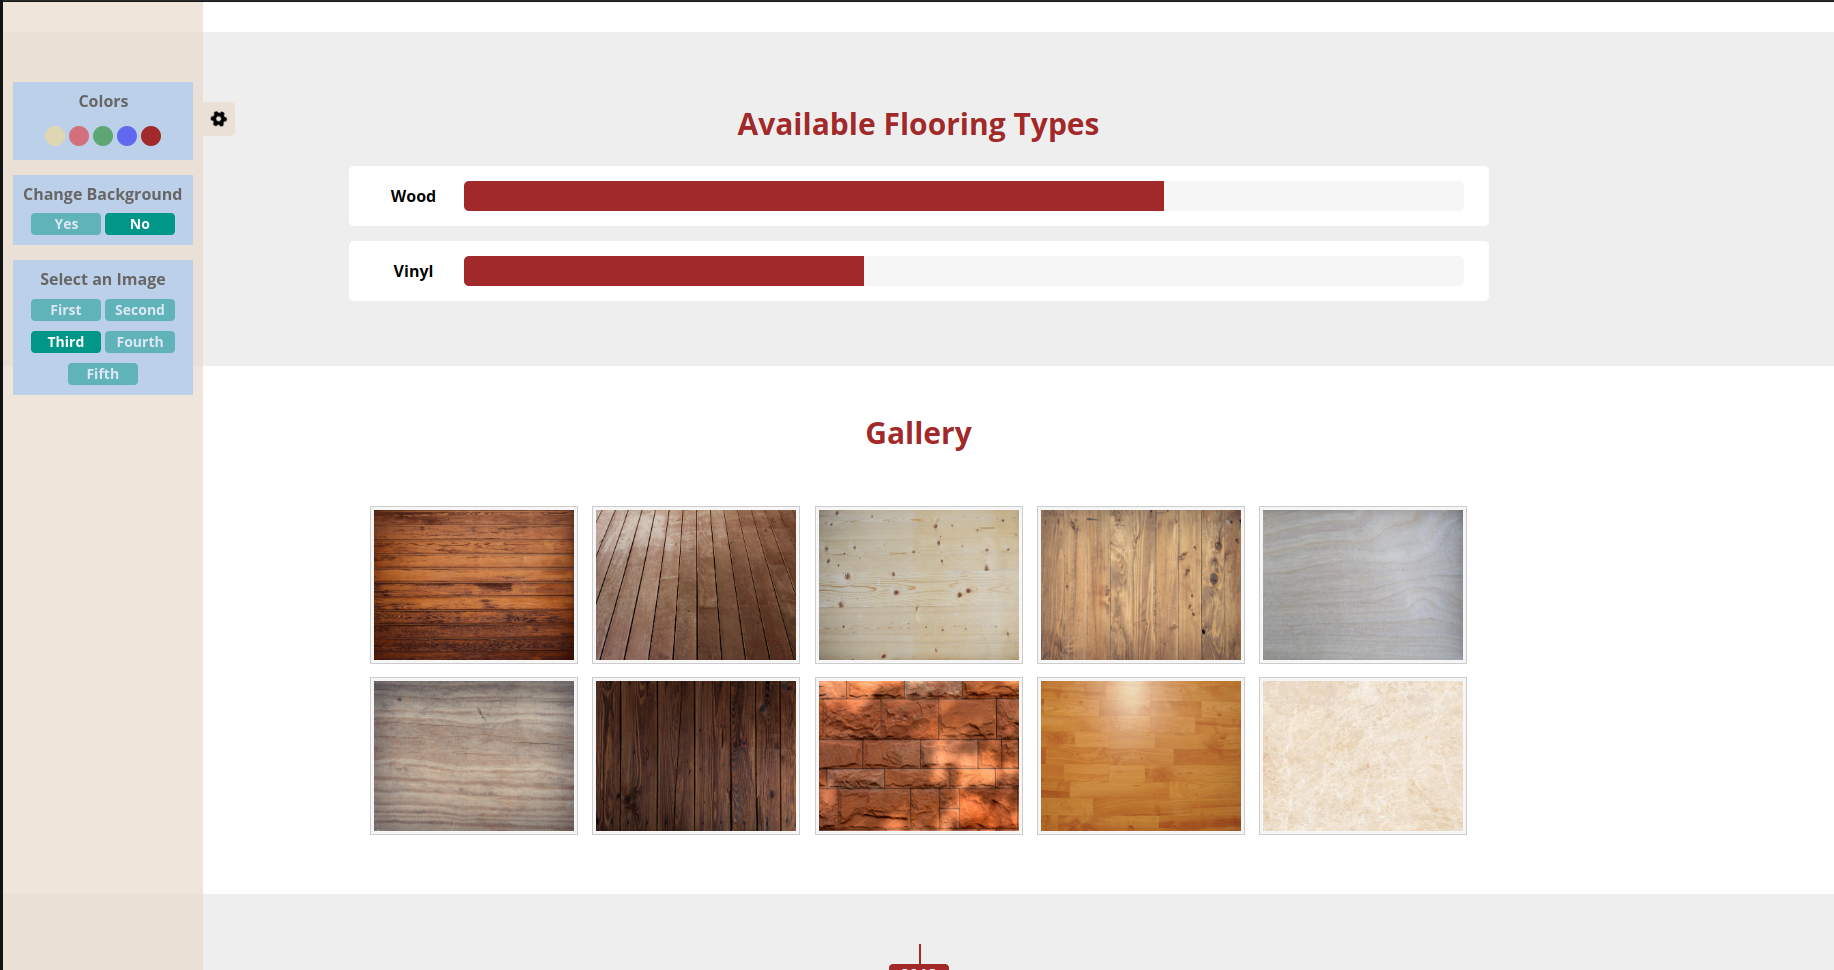 Colors
Change Background
Yes No
Select an Image
First Second
Third Fourth
Fifth
Available Flooring Types
Wood
Vinyl
Gallery